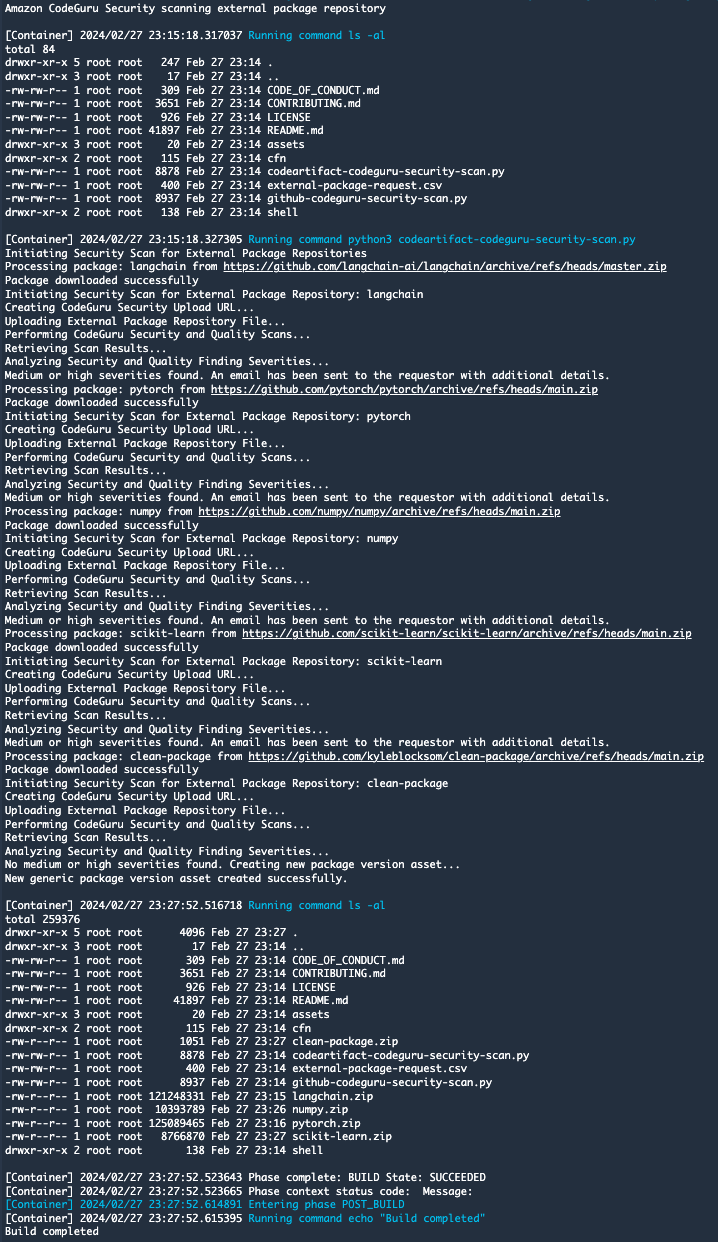 Amazon CodeGuru Security scanning external package repository
[Container] 2024/02/27 23:15:18.317037 Running command ls -al
total 84
drwxr-xr-x 5 root root   247 Feb 27 23:14 .
drwxr-xr-x 3 root root    17 Feb 27 23:14 ..
-rw-rw-r-- 1 root root   309 Feb 27 23:14 CODE_OF_CONDUCT.md
-rw-rw-r-- 1 root root  3651 Feb 27 23:14 CONTRIBUTING.md
-rw-rw-r-- 1 root root   926 Feb 27 23:14 LICENSE
-rw-rw-r-- 1 root root 41897 Feb 27 23:14 README.md
drwxr-xr-x 3 root root    20 Feb 27 23:14 assets
drwxr-xr-x 2 root root   115 Feb 27 23:14 cfn
-rw-rw-r-- 1 root root  8878 Feb 27 23:14 codeartifact-codeguru-security-scan.py
-rw-rw-r-- 1 root root   400 Feb 27 23:14 external-package-request.csv
-rw-rw-r-- 1 root root  8937 Feb 27 23:14 github-codeguru-security-scan.py
drwxr-xr-x 2 root root   138 Feb 27 23:14 shell
[Container] 2024/02/27 23:15:18.327305 Running command python3 codeartifact-codeguru-security-scan.py
Initiating Security Scan for External Package Repositories
Processing package: langchain from https://github.com/langchain-ai/langchain/archive/refs/heads/master.zip
Package downloaded successfully
Initiating Security Scan for External Package Repository: langchain
Creating CodeGuru Security Upload URL...
Uploading External Package Repository File...
Performing CodeGuru Security and Quality Scans...
Retrieving Scan Results...
Analyzing Security and Quality Finding Severities...
Medium or high severities found. An email has been sent to the requestor with additional details.
Processing package: pytorch from https://github.com/pytorch/pytorch/archive/refs/heads/main.zip
Package downloaded successfully
Initiating Security Scan for External Package Repository: pytorch
Creating CodeGuru Security Upload URL...
Uploading External Package Repository File...
Performing CodeGuru Security and Quality Scans...
Retrieving Scan Results...
Analyzing Security and Quality Finding Severities...
Medium or high severities found. An email has been sent to the requestor with additional details.
Processing package: numpy from https://github.com/numpy/numpy/archive/refs/heads/main.zip
Package downloaded successfully
Initiating Security Scan for External Package Repository: numpy
Creating CodeGuru Security Upload URL...
Uploading External Package Repository File...
Performing CodeGuru Security and Quality Scans...
Retrieving Scan Results...
Analyzing Security and Quality Finding Severities...
Medium or high severities found. An email has been sent to the requestor with additional details.
Processing package: scikit-learn from https://github.com/scikit-learn/scikit-learn/archive/refs/heads/main.zip
Package downloaded successfully
Initiating Security Scan for External Package Repository: scikit-learn
Creating CodeGuru Security Upload URL...
Uploading External Package Repository File...
Performing CodeGuru Security and Quality Scans...
Retrieving Scan Results...
Analyzing Security and Quality Finding Severities...
Medium or high severities found. An email has been sent to the requestor with additional details.
Processing package: clean-package from https://github.com/kyleblocksom/clean-package/archive/refs/heads/main.zip
Package downloaded successfully
Initiating Security Scan for External Package Repository: clean-package
Creating CodeGuru Security Upload URL...
Uploading External Package Repository File...
Performing CodeGuru Security and Quality Scans...
Retrieving Scan Results...
Analyzing Security and Quality Finding Severities...
No medium or high severities found. Creating new package version asset...
New generic package version asset created successfully.
[Container] 2024/02/27 23:27:52.516718 Running command ls -al
total 259376
drwxr-xr-x 5 root root      4096 Feb 27 23:27 .
drwxr-xr-x 3 root root        17 Feb 27 23:14 ..
-rw-rw-r-- 1 root root       309 Feb 27 23:14 CODE_OF_CONDUCT.md
-rw-rw-r-- 1 root root      3651 Feb 27 23:14 CONTRIBUTING.md
-rw-rw-r-- 1 root root       926 Feb 27 23:14 LICENSE
-rw-rw-r-- 1 root root     41897 Feb 27 23:14 README.md
drwxr-xr-x 3 root root        20 Feb 27 23:14 assets
drwxr-xr-x 2 root root       115 Feb 27 23:14 cfn
-rw-r--r-- 1 root root      1051 Feb 27 23:27 clean-package.zip
-rw-rw-r-- 1 root root      8878 Feb 27 23:14 codeartifact-codeguru-security-scan.py
-rw-rw-r-- 1 root root       400 Feb 27 23:14 external-package-request.csv
-rw-rw-r-- 1 root root      8937 Feb 27 23:14 github-codeguru-security-scan.py
-rw-r--r-- 1 root root 121248331 Feb 27 23:15 langchain.zip
-rw-r--r-- 1 root root  10393789 Feb 27 23:26 numpy.zip
-rw-r--r-- 1 root root 125089465 Feb 27 23:16 pytorch.zip
-rw-r--r-- 1 root root   8766870 Feb 27 23:27 scikit-learn.zip
drwxr-xr-x 2 root root       138 Feb 27 23:14 shell
[Container] 2024/02/27 23:27:52.523643 Phase complete: BUILD State: SUCCEEDED
[Container] 2024/02/27 23:27:52.523665 Phase context status code:  Message:
[Container] 2024/02/27 23:27:52.614891 Entering phase POST_BUILD
[Container] 2024/02/27 23:27:52.615395 Running command echo "Build completed"
Build completed